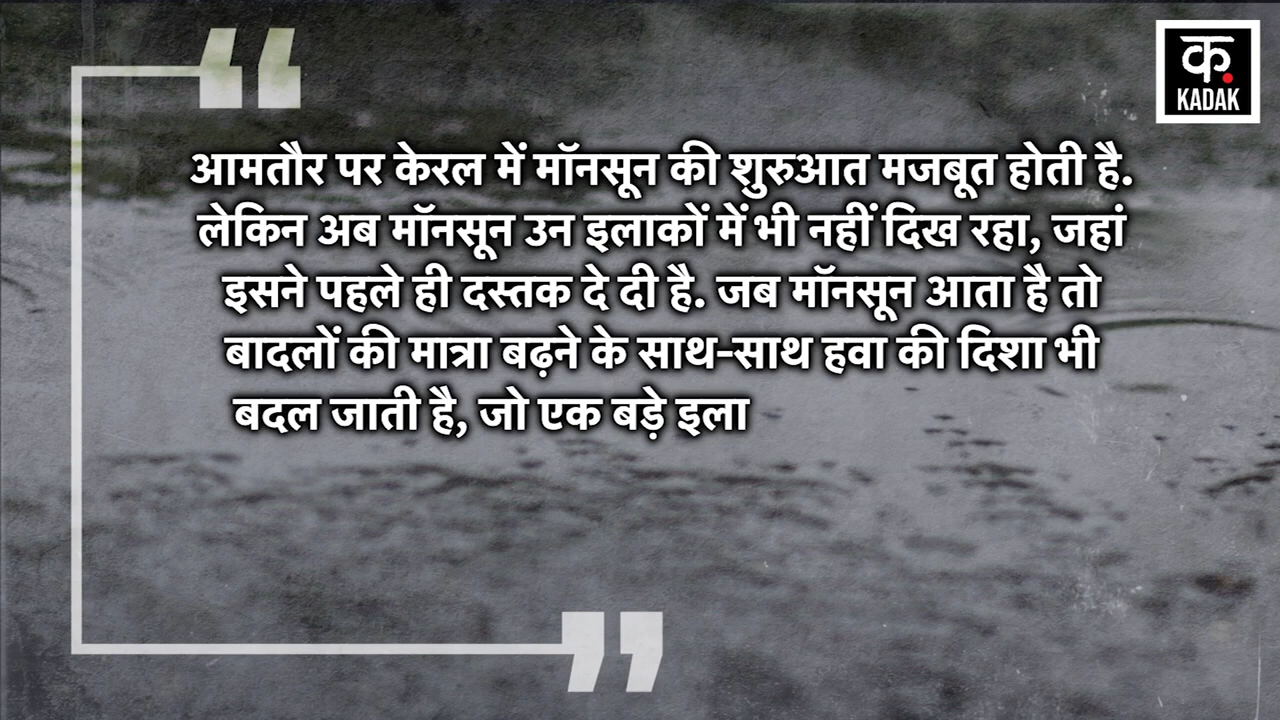 क.
KADAK
आमतौर पर केरल में मॉनसून की शुरुआत मजबूत होती है.
लेकिन अब मॉनसून उन इलाकों में भी नहीं दिख रहा, जहां
इसने पहले ही दस्तक दे दी है. जब मॉनसून आता है तो
बादलों की मात्रा बढ़ने के साथ-साथ हवा की दिशा भी
बदल जाती है, जो एक बड़े इला